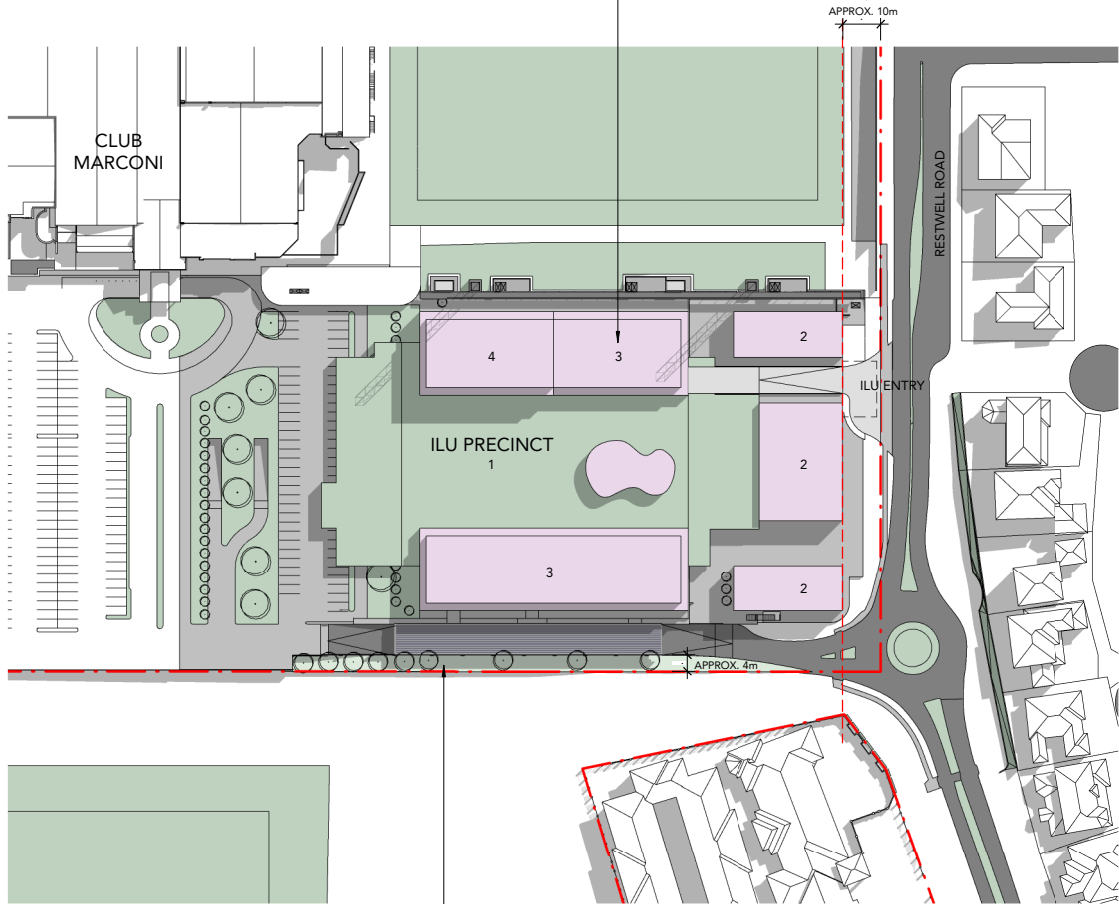 APPROX. 10m
CLUB
MARCONI
RESTWELL ROAD
2
4
3
ILU ENTRY
ILU PRECINCT
1
2
3
2
APPROX. 4m